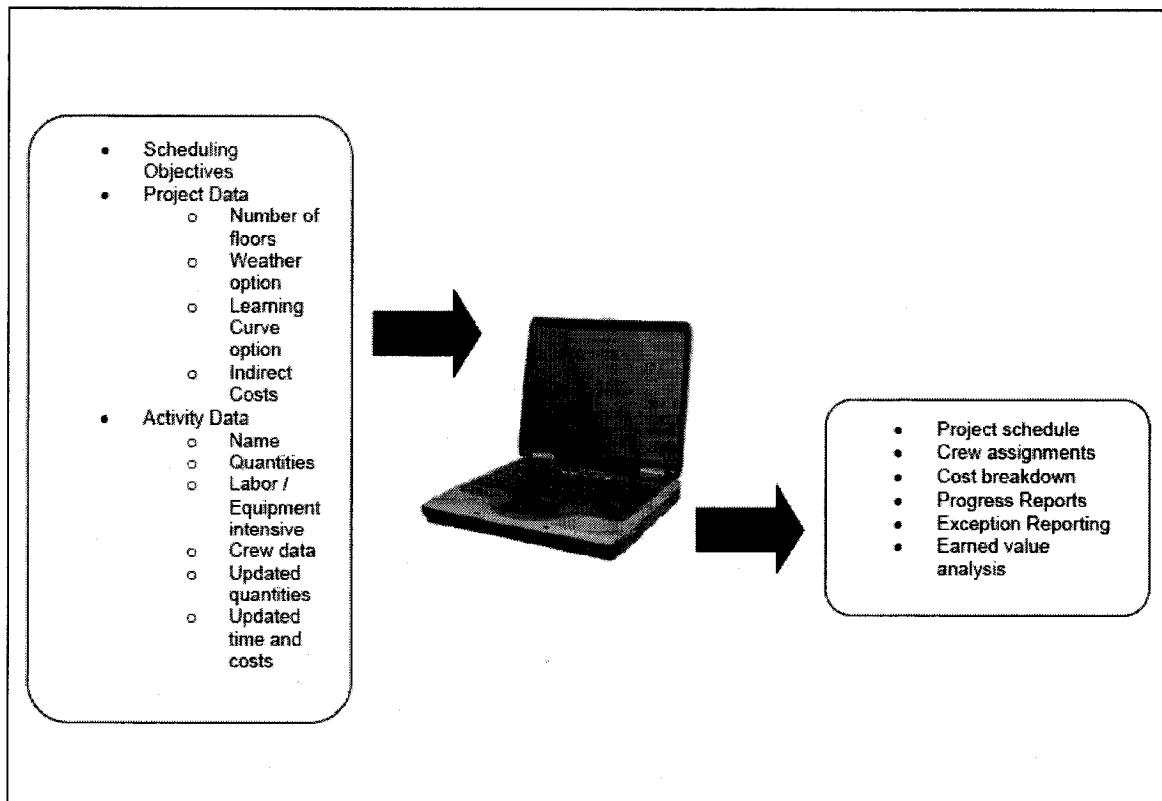 • Scheduling
Objectives
• Project Data
o Number of
floors
o Weather
option
o Learning
Curve
option
o Indirect
Costs
• Activity Data
o Name
o Quantities
o Labor /
Equipment
intensive
o Crew data
o Updated
quantities
o Updated
time and
costs
• Project schedule
• Crew assignments
• Cost breakdown
• Progress Reports
• Exception Reporting
• Earned value
analysis